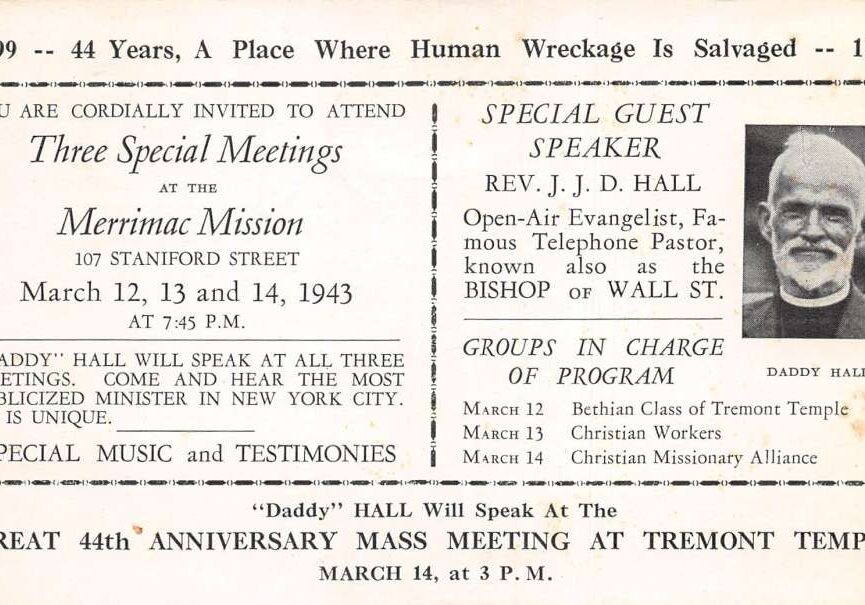 99 -- 44 Years, A Place Where Human Wreckage Is Salvaged -- 1
U ARE CORDIALLY INVITED TO ATTEND
Three Special Meetings
AT THE
Merrimac Mission
107 STANIFORD STREET
March 12, 13 and 14, 1943
AT 7:45 P.M.
ADDY" HALL WILL SPEAK AT ALL THREE
ETINGS. COME AND HEAR THE MOST
BLICIZED MINISTER IN NEW YORK CITY.
IS UNIQUE.
PECIAL MUSIC and TESTIMONIES
SPECIAL GUEST
SPEAKER
REV. J. J. D. HALL
Open-Air Evangelist, Fa-
mous Telephone Pastor,
known also as the
BISHOP OF WALL ST.
DADDY HALL
GROUPS IN CHARGE
OF PROGRAM
MARCH 12 Bethian Class of Tremont Temple
MARCH 13 Christian Workers
MARCH 14 Christian Missionary Alliance
"Daddy" HALL Will Speak At The
REAT 44th ANNIVERSARY MASS MEETING AT TREMONT TEMP
MARCH 14, at 3 P. M.